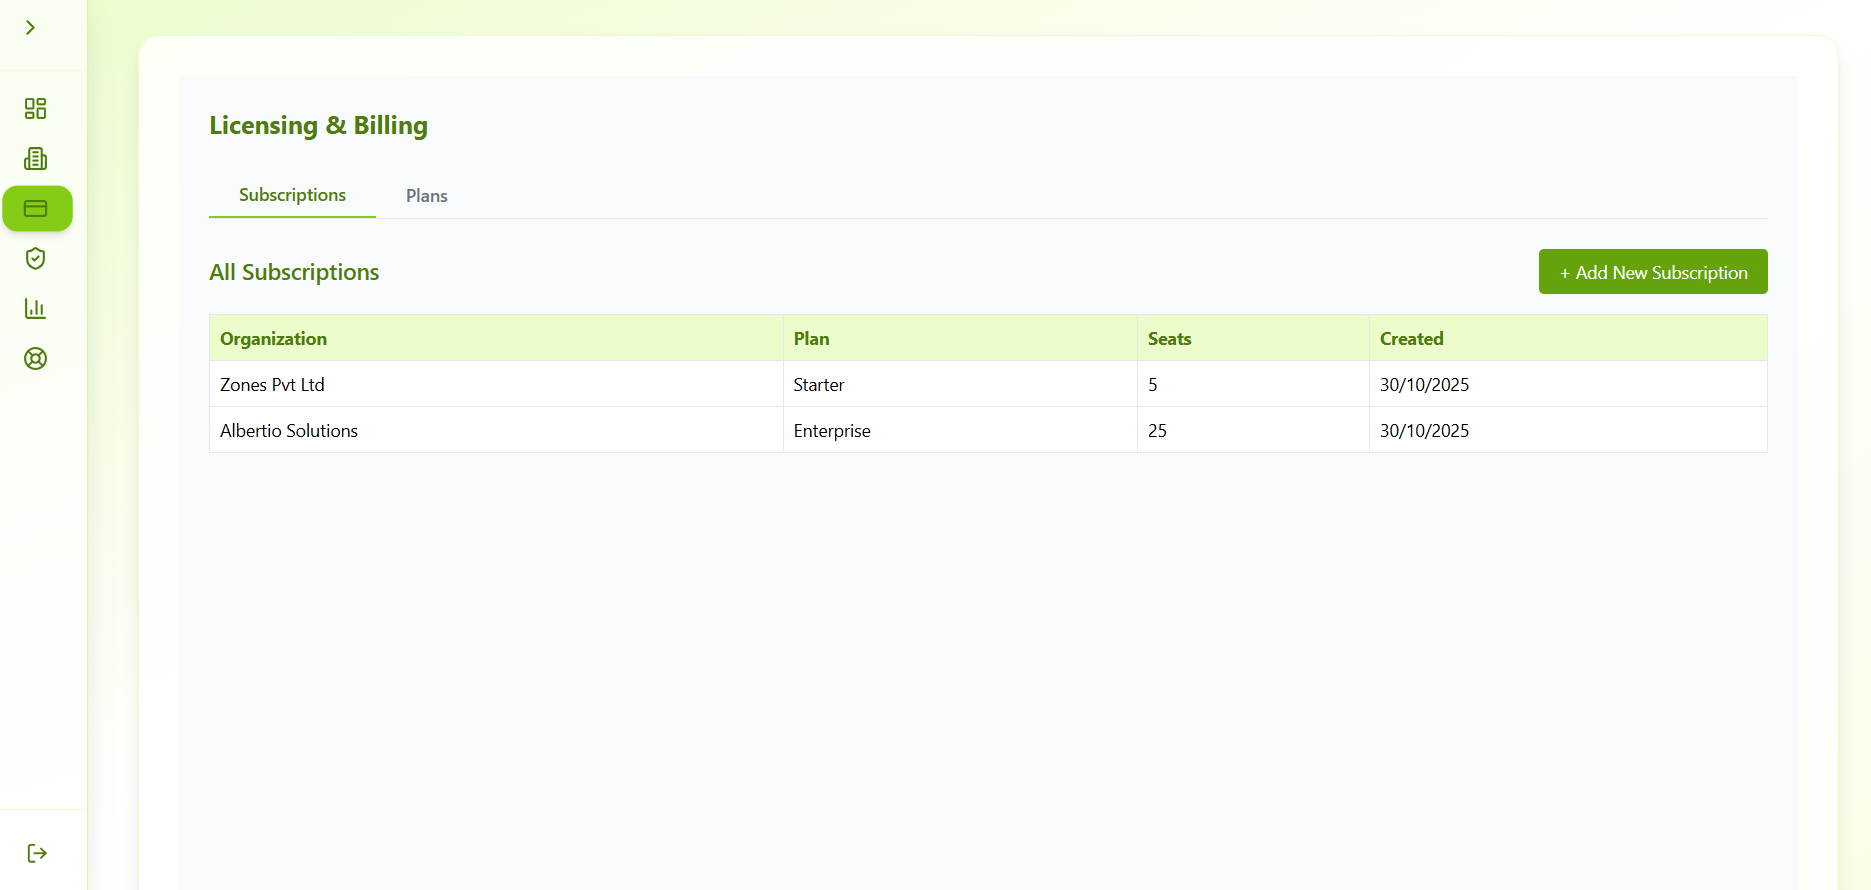 Licensing & Billing
Subscriptions Plans
All Subscriptions + Add New Subscription
Organization Plan Seats Created
Zones Pvt Ltd Starter 5 30/10/2025
Albertio Solutions Enterprise 25 30/10/2025